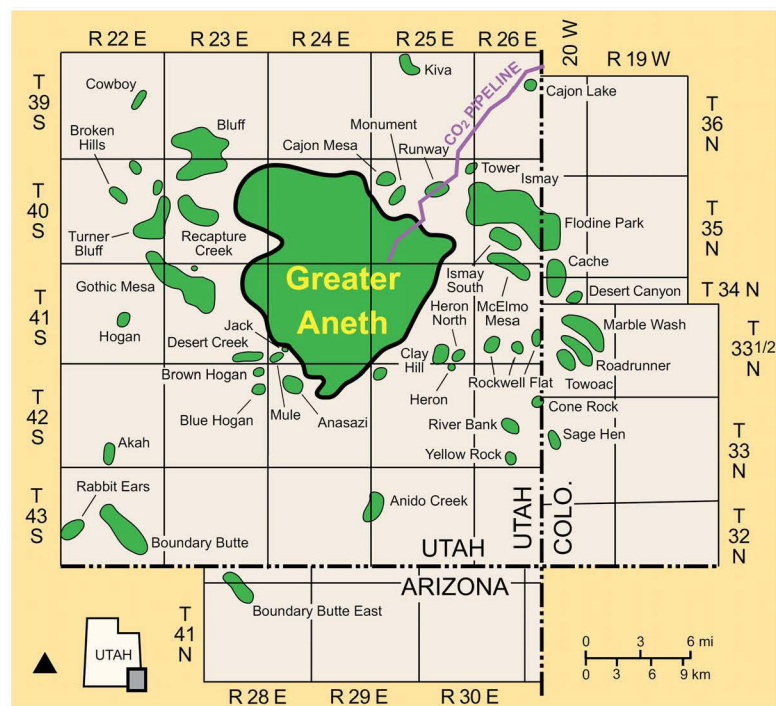 R 22 E
R 23 E
R 24 E
R 25 E
R 26 E
20 W
R 19 W
T
39
S
T
40
S
T
41
S
T
42
S
T
43
S
T
36
N
T
35
N
T 34 N
T
33 1/2
N
T
33
N
T
32
N
Cowboy
Kiva
CO2 PIPELINE
Cajon Lake
Broken
Hills
Bluff
Monument
Cajon Mesa
Runway
Tower
Ismay
Turner
Bluff
Recapture
Creek
Flodine Park
Cache
Gothic Mesa
Greater
Aneth
Ismay
South
McElmo
Mesa
Desert Canyon
Hogan
Jack
Desert Creek
Heron
North
Clay
Hill
Marble Wash
Roadrunner
Towoac
Rockwell Flat
Brown Hogan
Blue Hogan
Mule
Anasazi
Heron
Cone Rock
River Bank
Sage Hen
Yellow Rock
Akah
Rabbit Ears
Boundary Butte
Anido Creek
UTAH
UTAH
COLO.
ARIZONA
Boundary Butte East
T
41
N
R 28 E
R 29 E
R 30 E
UTAH
0 3 6 mi
0 3 6 9 km